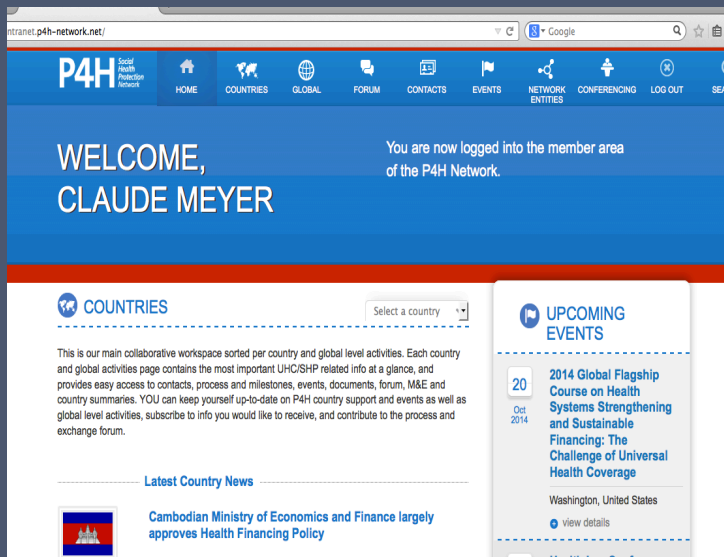 ntranet.p4h-network.net/
Google
P4H Social Health Protection Network
HOME
COUNTRIES
GLOBAL
FORUM
CONTACTS
EVENTS
NETWORK ENTITIES
CONFERENCING
LOG OUT
SEA
WELCOME,
CLAUDE MEYER
You are now logged into the member area
of the P4H Network.
COUNTRIES
Select a country
This is our main collaborative workspace sorted per country and global level activities. Each country
and global activities page contains the most important UHC/SHP related info at a glance, and
provides easy access to contacts, process and milestones, events, documents, forum, M&E and
country summaries. YOU can keep yourself up-to-date on P4H country support and events as well as
global level activities, subscribe to info you would like to receive, and contribute to the process and
exchange forum.
Latest Country News
Cambodian Ministry of Economics and Finance largely
approves Health Financing Policy
UPCOMING
EVENTS
20
Oct
2014
2014 Global Flagship
Course on Health
Systems Strengthening
and Sustainable
Financing: The
Challenge of Universal
Health Coverage
Washington, United States
view details